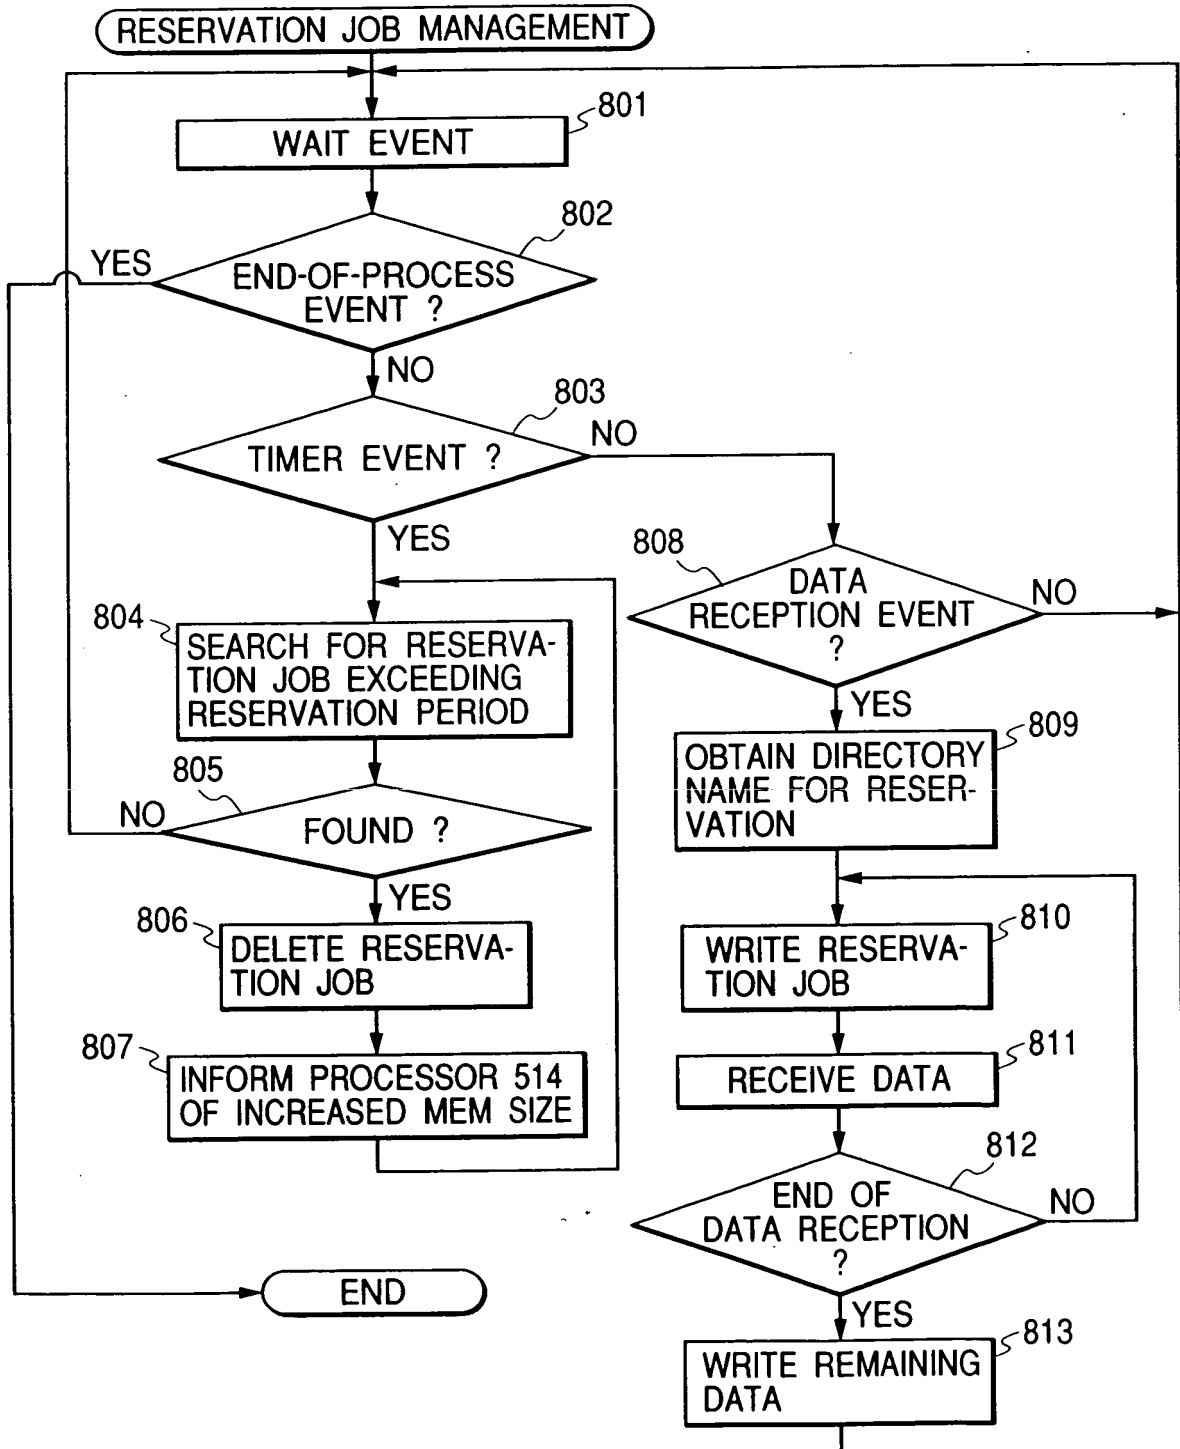 RESERVATION JOB MANAGEMENT
801
WAIT EVENT
802
YES
END-OF-PROCESS
EVENT ?
NO
803
TIMER EVENT ?
NO
YES
804
SEARCH FOR RESERVA-
TION JOB EXCEEDING
RESERVATION PERIOD
805
NO
FOUND ?
YES
806
DELETE RESERVA-
TION JOB
807
INFORM PROCESSOR 514
OF INCREASED MEM SIZE
END
808
DATA
RECEPTION EVENT
?
NO
YES
809
OBTAIN DIRECTORY
NAME FOR RESER-
VATION
810
WRITE RESERVA-
TION JOB
811
RECEIVE DATA
812
END OF
DATA RECEPTION
?
NO
YES
813
WRITE REMAINING
DATA